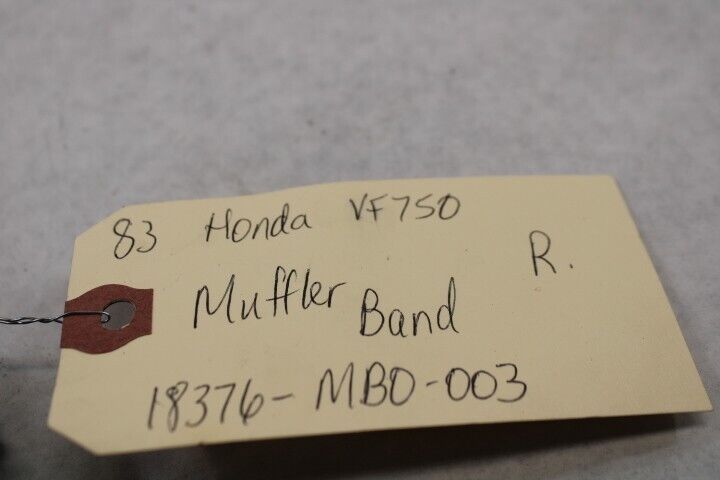 83 Honda VF750
R.
Muffler Band
18376-MB0-003